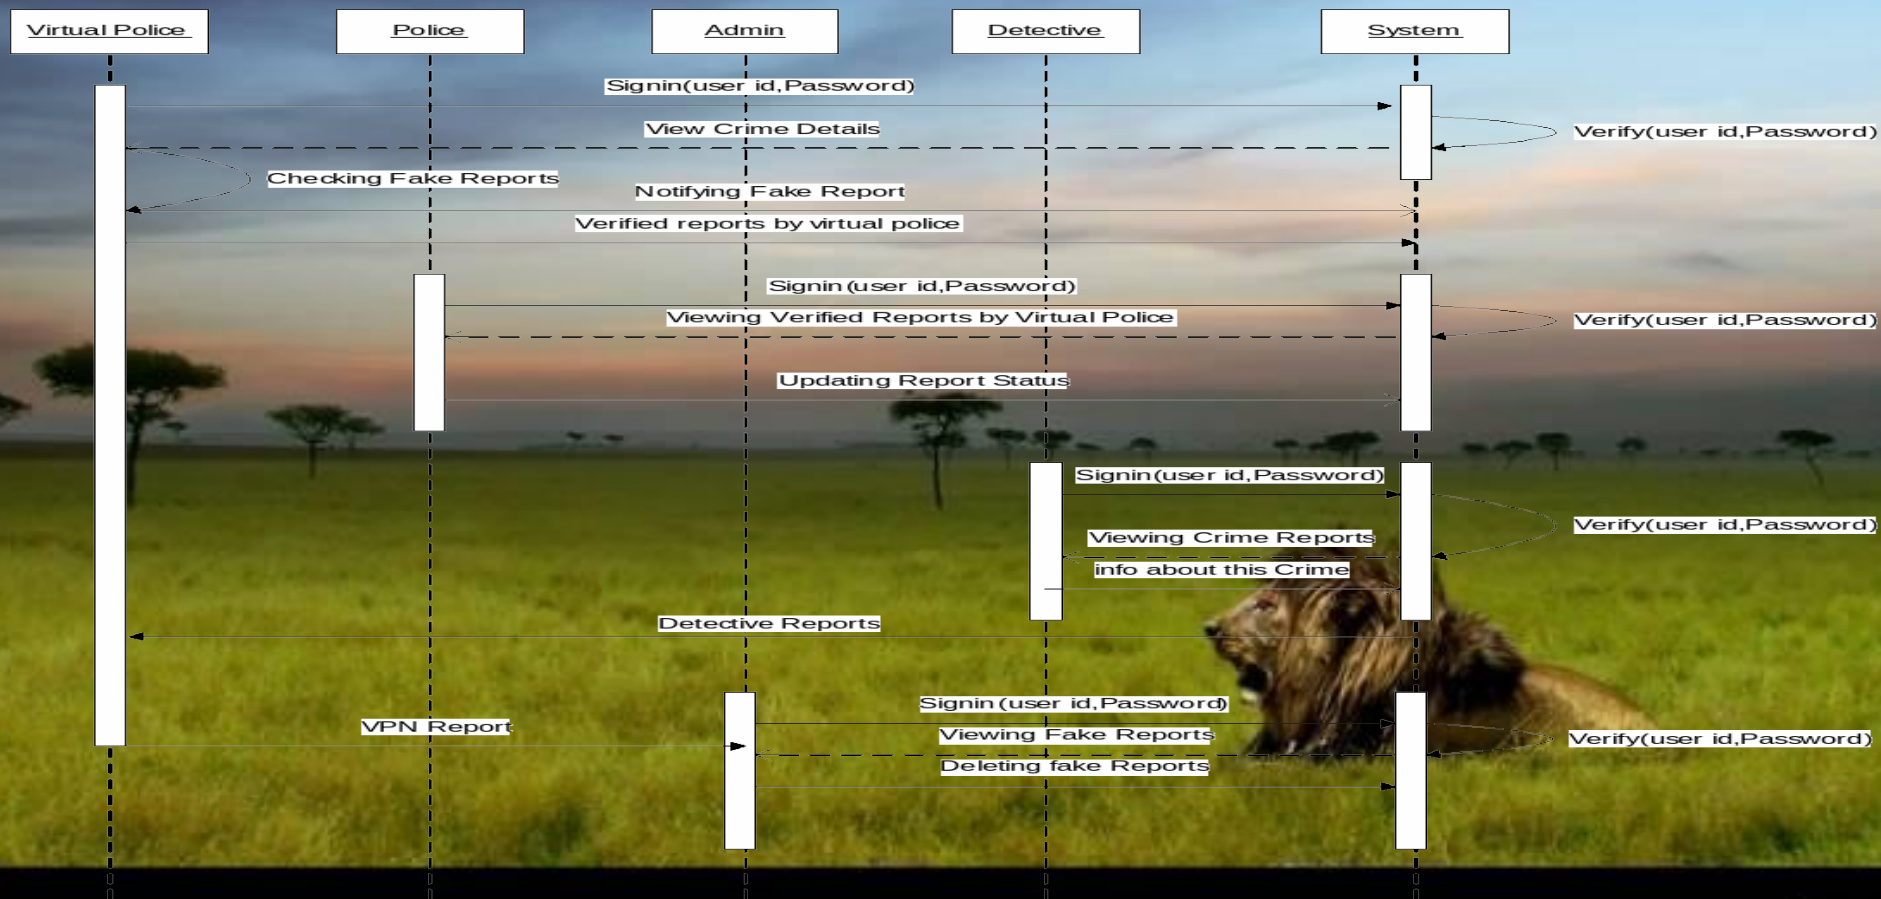 Virtual Police
Police
Admin
Detective
System
Signin(user id,Password)
View Crime Details
Verify(user id,Password)
Checking Fake Reports
Notifying Fake Report
Verified reports by virtual police
Signin(user id,Password)
Viewing Verified Reports by Virtual Police
Verify(user id,Password)
Updating Report Status
Signin(user id,Password)
Verify(user id,Password)
Viewing Crime Reports
info about this Crime
Detective Reports
Signin(user id,Password)
VPN Report
Viewing Fake Reports
Verify(user id,Password)
Deleting fake Reports